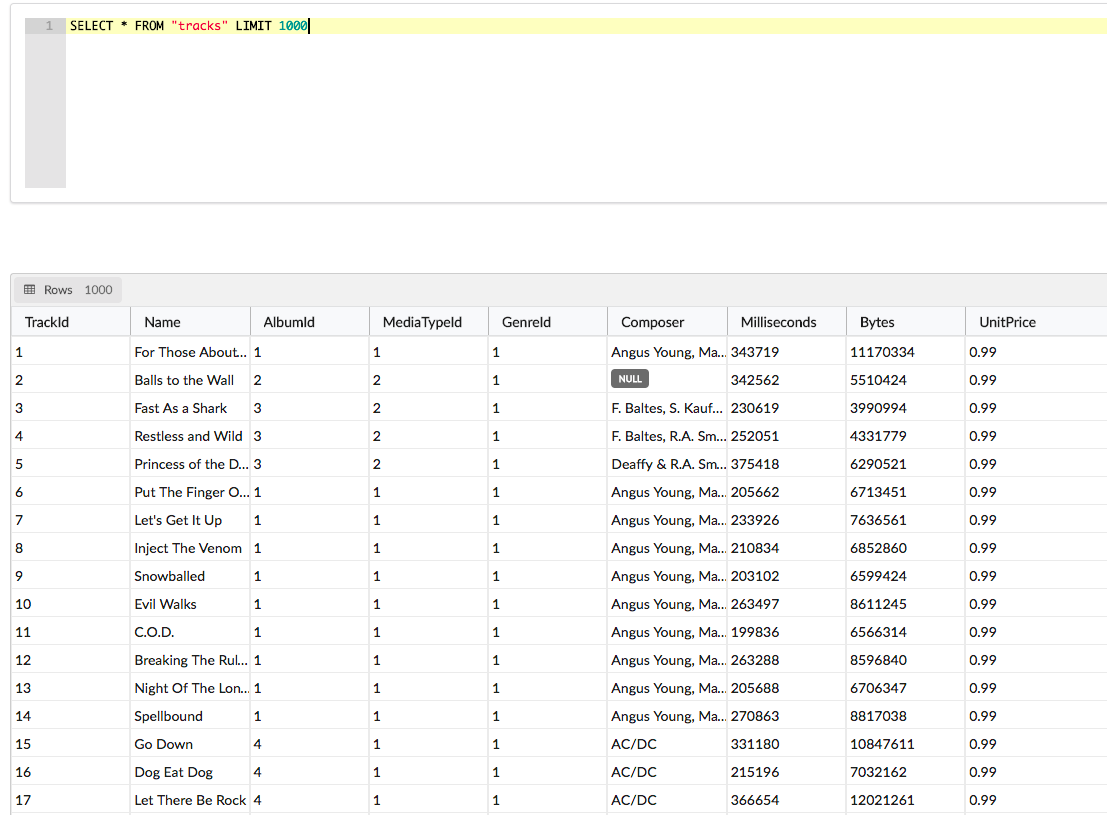 1 SELECT * FROM "tracks" LIMIT 1000
Rows 1000
TrackId Name AlbumId MediaTypeId GenreId Composer Milliseconds Bytes UnitPrice
1 For Those About... 1 1 1 Angus Young, Ma... 343719 11170334 0.99
2 Balls to the Wall 2 2 1 NULL 342562 5510424 0.99
3 Fast As a Shark 3 2 1 F. Baltes, S. Kauf... 230619 3990994 0.99
4 Restless and Wild 3 2 1 F. Baltes, R.A. Sm... 252051 4331779 0.99
5 Princess of the D... 3 2 1 Deaffy & R.A. Sm... 375418 6290521 0.99
6 Put The Finger O... 1 1 1 Angus Young, Ma... 205662 6713451 0.99
7 Let's Get It Up 1 1 1 Angus Young, Ma... 233926 7636561 0.99
8 Inject The Venom 1 1 1 Angus Young, Ma... 210834 6852860 0.99
9 Snowballed 1 1 1 Angus Young, Ma... 203102 6599424 0.99
10 Evil Walks 1 1 1 Angus Young, Ma... 263497 8611245 0.99
11 C.O.D. 1 1 1 Angus Young, Ma... 199836 6566314 0.99
12 Breaking The Rul... 1 1 1 Angus Young, Ma... 263288 8596840 0.99
13 Night Of The Lon... 1 1 1 Angus Young, Ma... 205688 6706347 0.99
14 Spellbound 1 1 1 Angus Young, Ma... 270863 8817038 0.99
15 Go Down 4 1 1 AC/DC 331180 10847611 0.99
16 Dog Eat Dog 4 1 1 AC/DC 215196 7032162 0.99
17 Let There Be Rock 4 1 1 AC/DC 366654 12021261 0.99